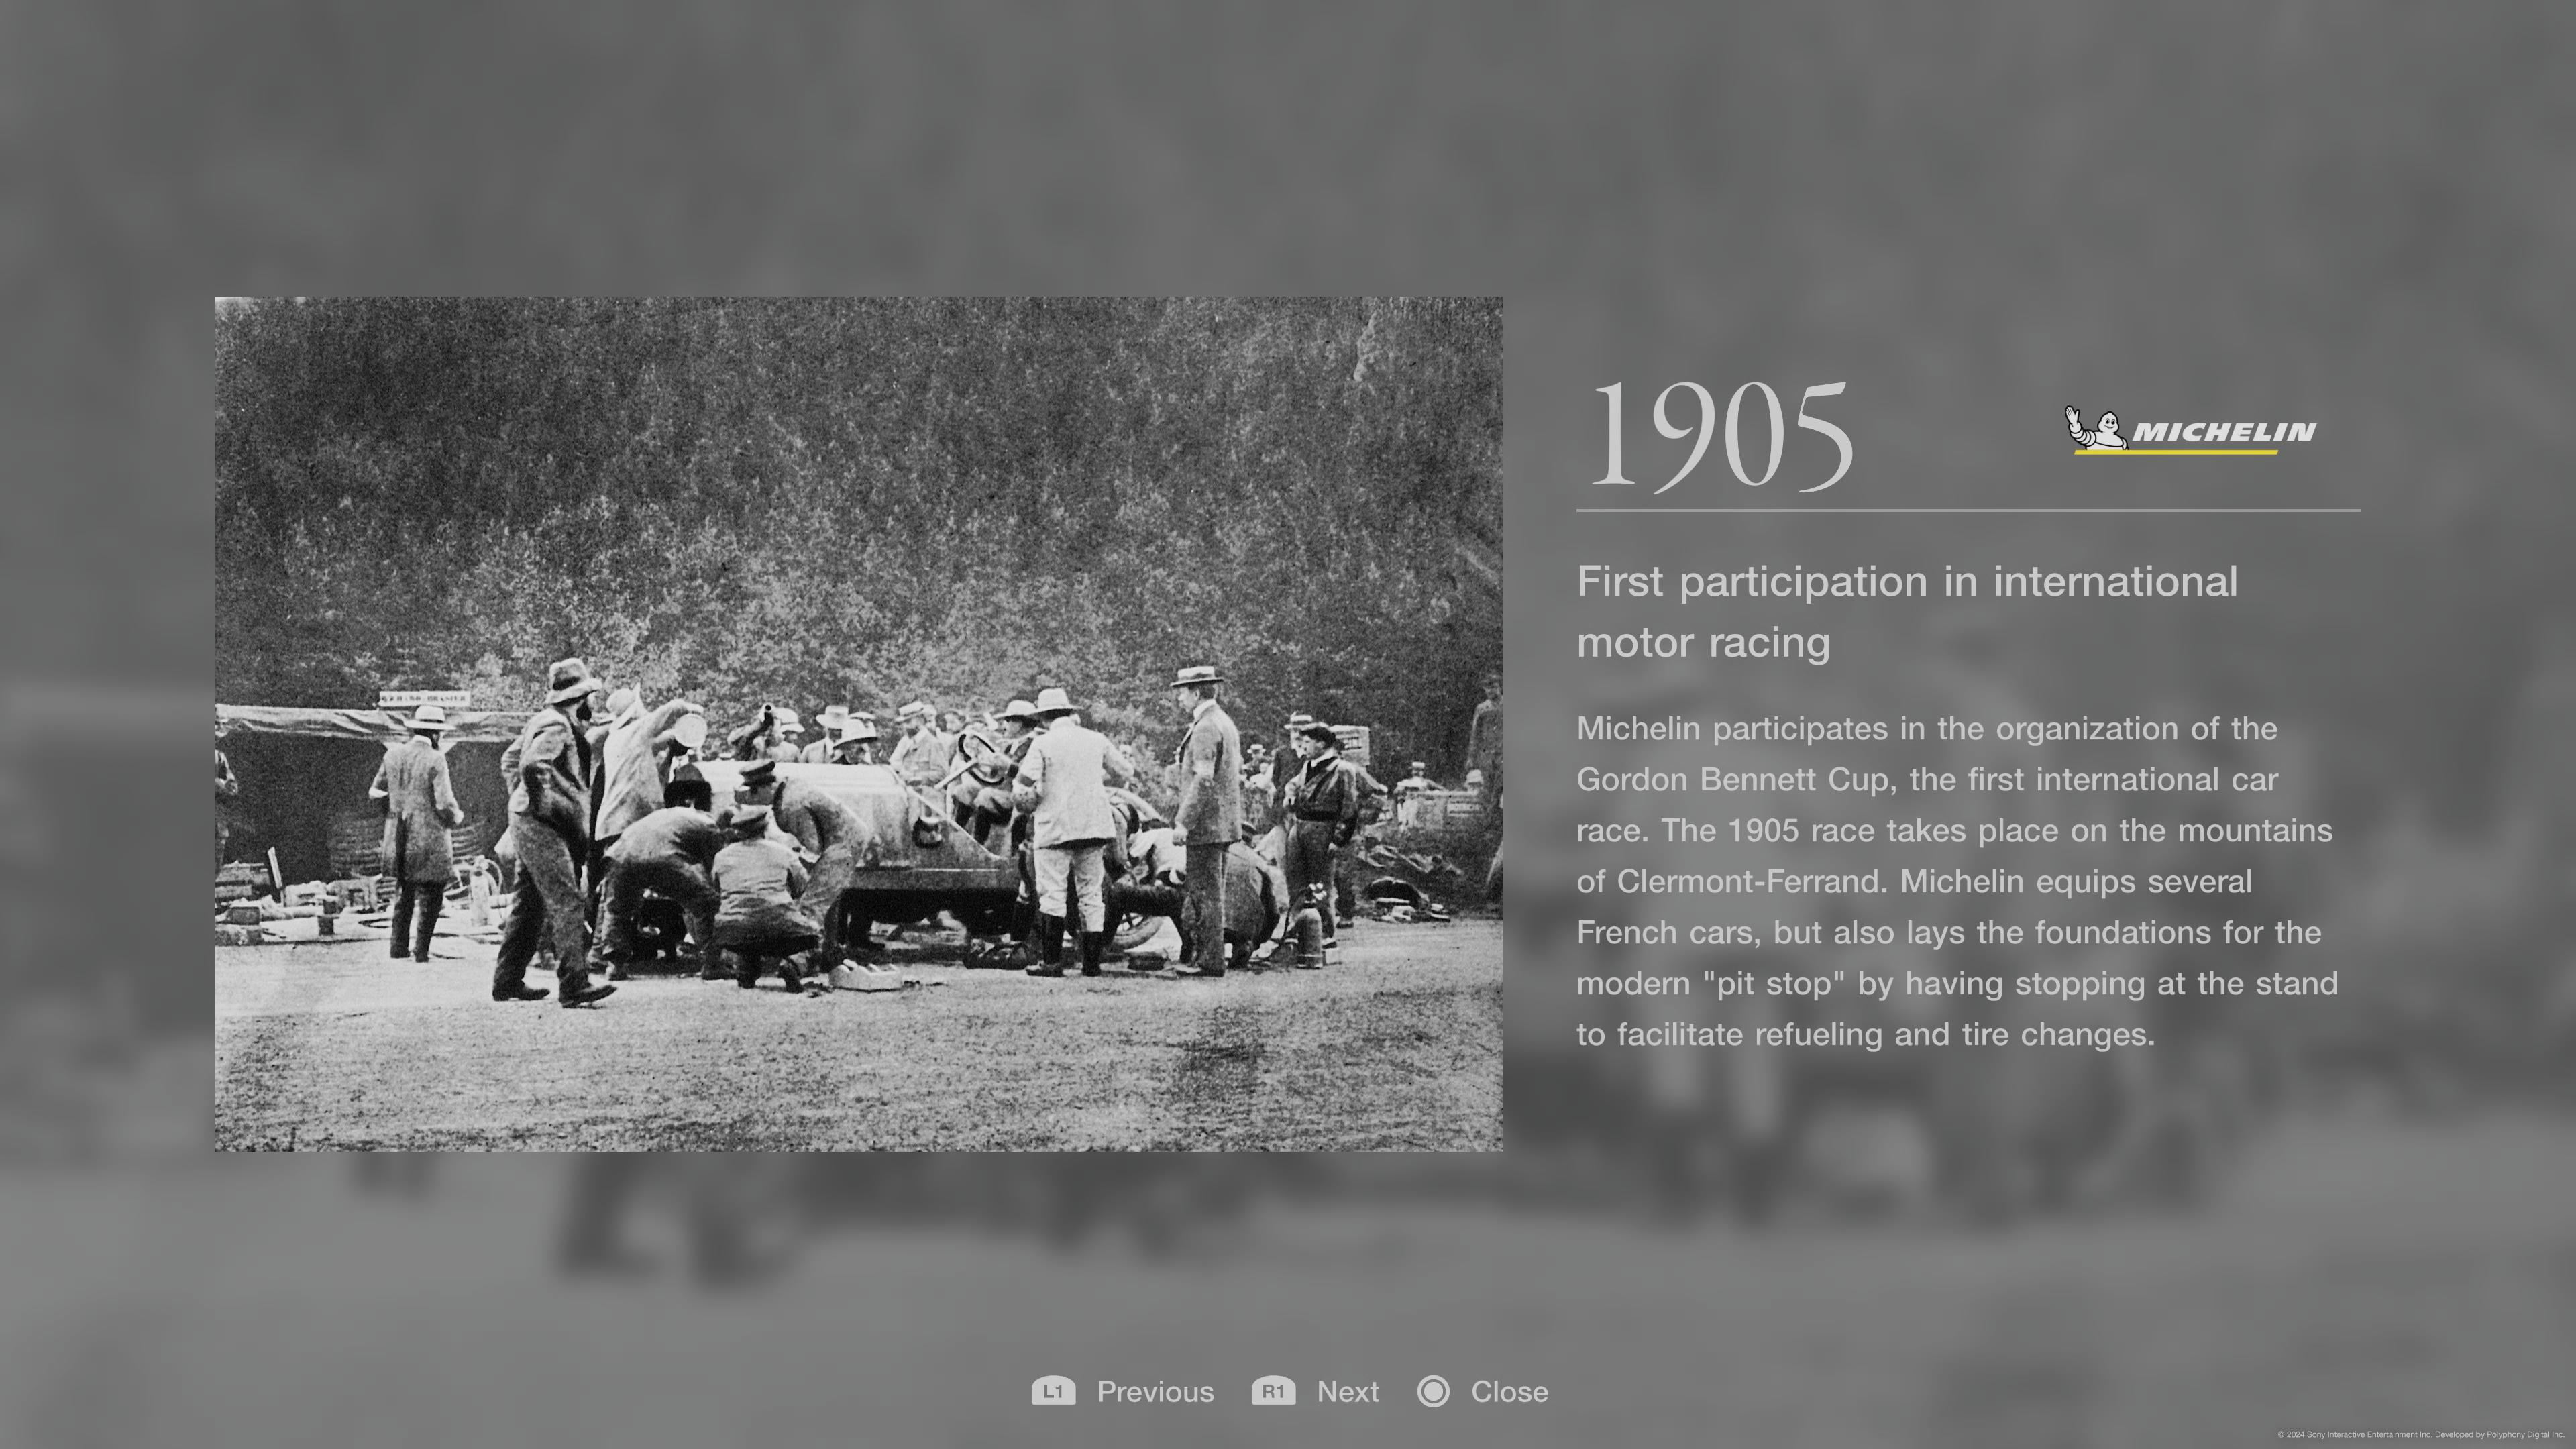 1905
MICHELIN
First participation in international
motor racing
Michelin participates in the organization of the
Gordon Bennett Cup, the first international car
race. The 1905 race takes place on the mountains
of Clermont-Ferrand. Michelin equips several
French cars, but also lays the foundations for the
modern "pit stop" by having stopping at the stand
to facilitate refueling and tire changes.
L1 Previous R1 Next Close
© 2024 Sony Interactive Entertainment Inc. Developed by Polyphony Digital Inc.